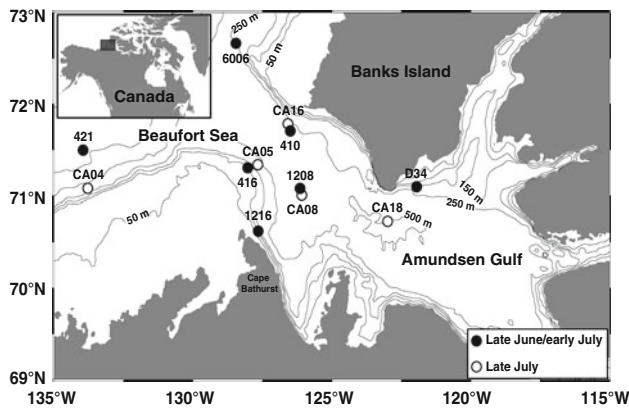 73°N
250 m
50 m
6006
Canada
Banks Island
72°N
CA16
421
Beaufort Sea
410
CA05
D34
CA04
416
1208
150 m
71°N
CA08
250 m
CA18
500 m
50 m
1216
Amundsen Gulf
70°N
Cape
Bathurst
Late June/early July
Late July
69°N
135°W
130°W
125°W
120°W
115°W